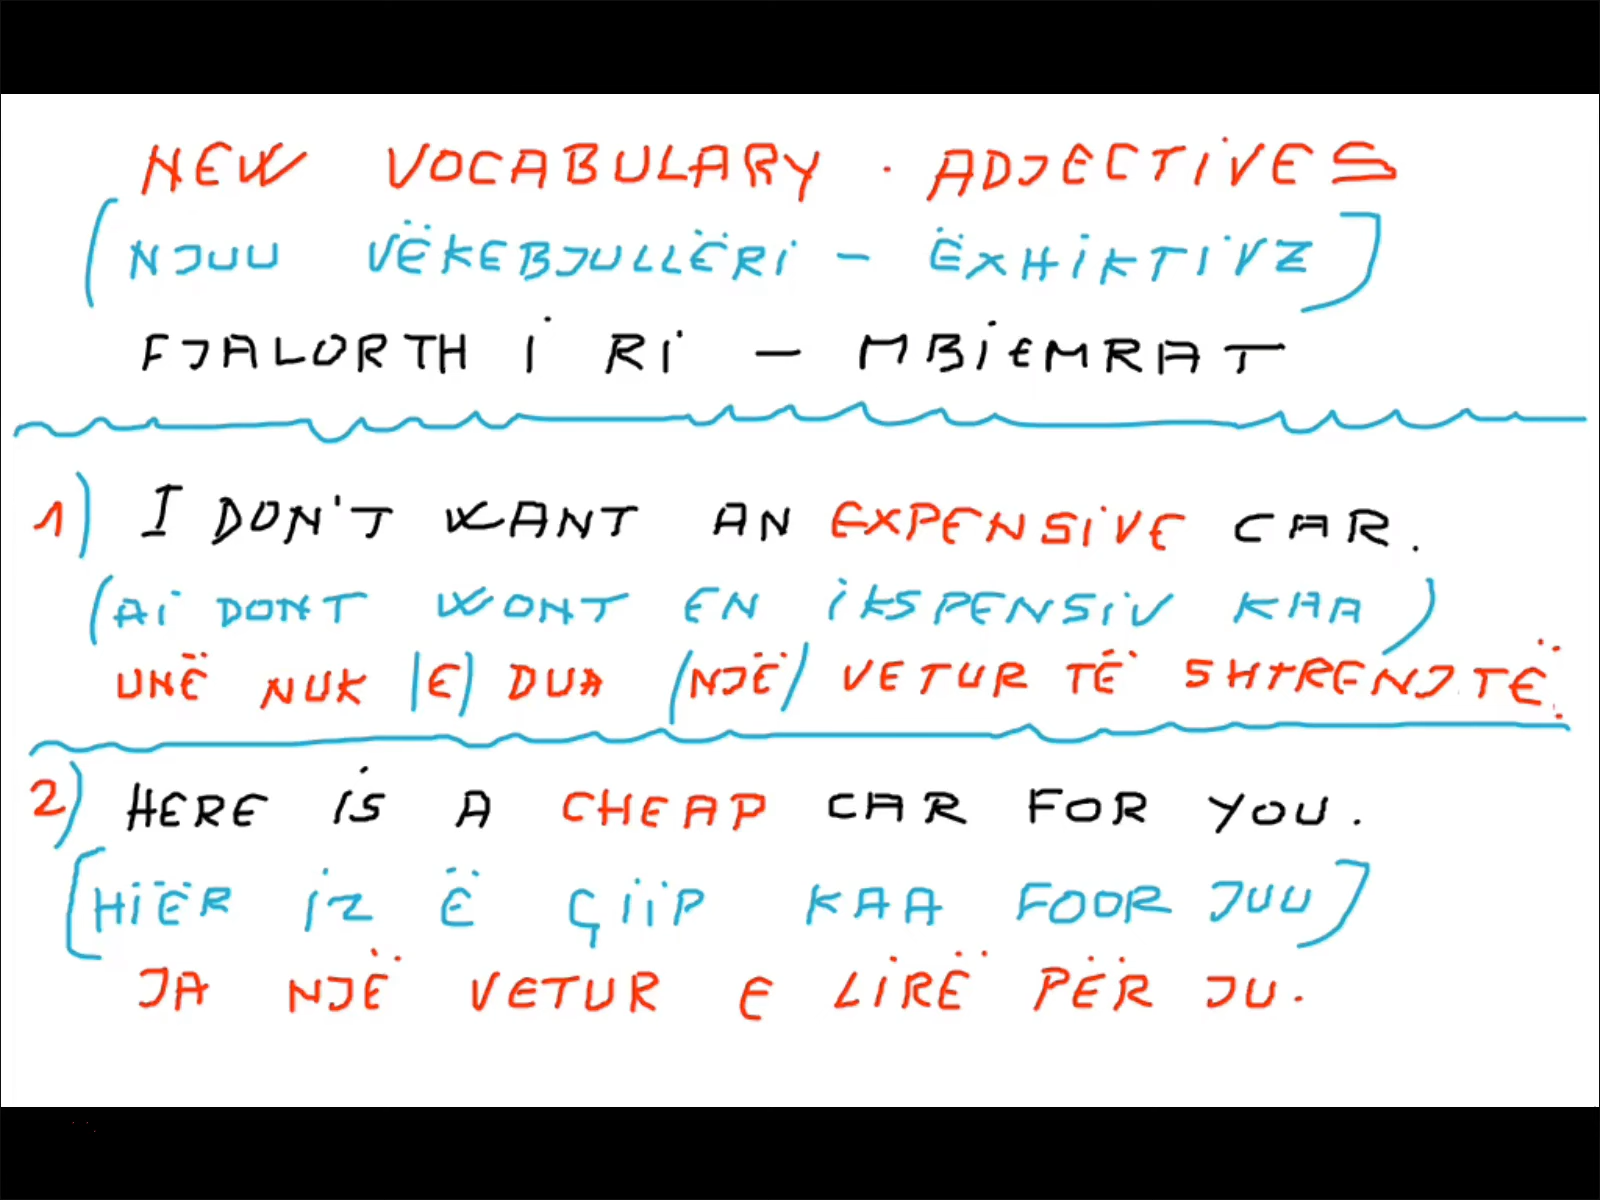 NEW VOCABULARY - ADJECTIVES
(NJUU VËKEBJULLËRI - ËXHIKTIVZ)
FJALORTH I RI - MBIEMRAT
1) I DON'T WANT AN EXPENSIVE CAR.
(AI DONT WONT EN IKSPENSIV KAA)
UNË NUK (E) DUA (NJË) VETUR TË SHTRENJTË.
2) HERE IS A CHEAP CAR FOR YOU.
(HIËR IZ Ë ÇIIP KAA FOOR JUU)
JA NJË VETUR E LIRË PËR JU.